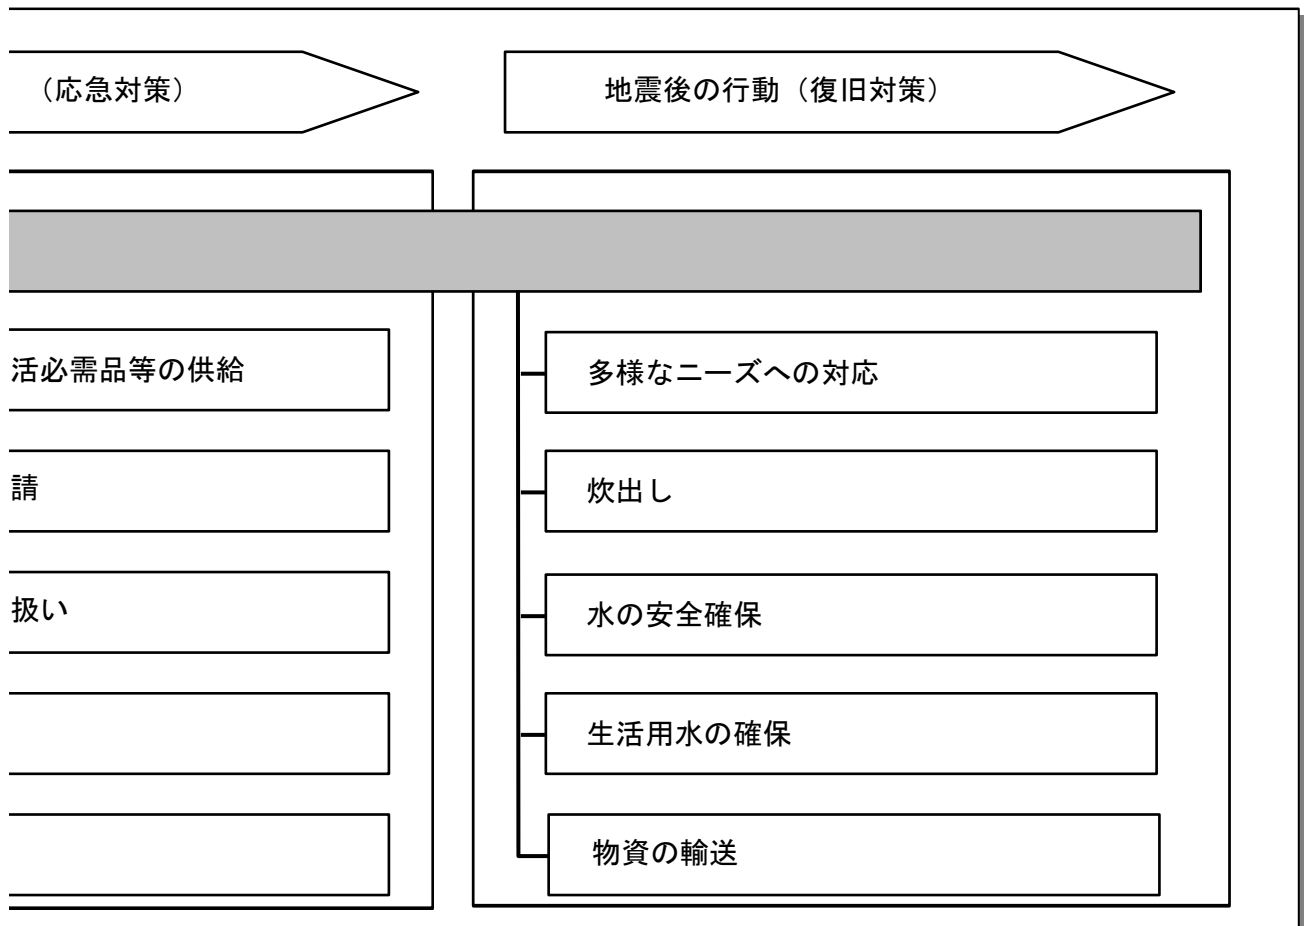 （応急対策）
地震後の行動（復旧対策）
活必需品等の供給
請
扱い
多様なニーズへの対応
炊出し
水の安全確保
生活用水の確保
物資の輸送